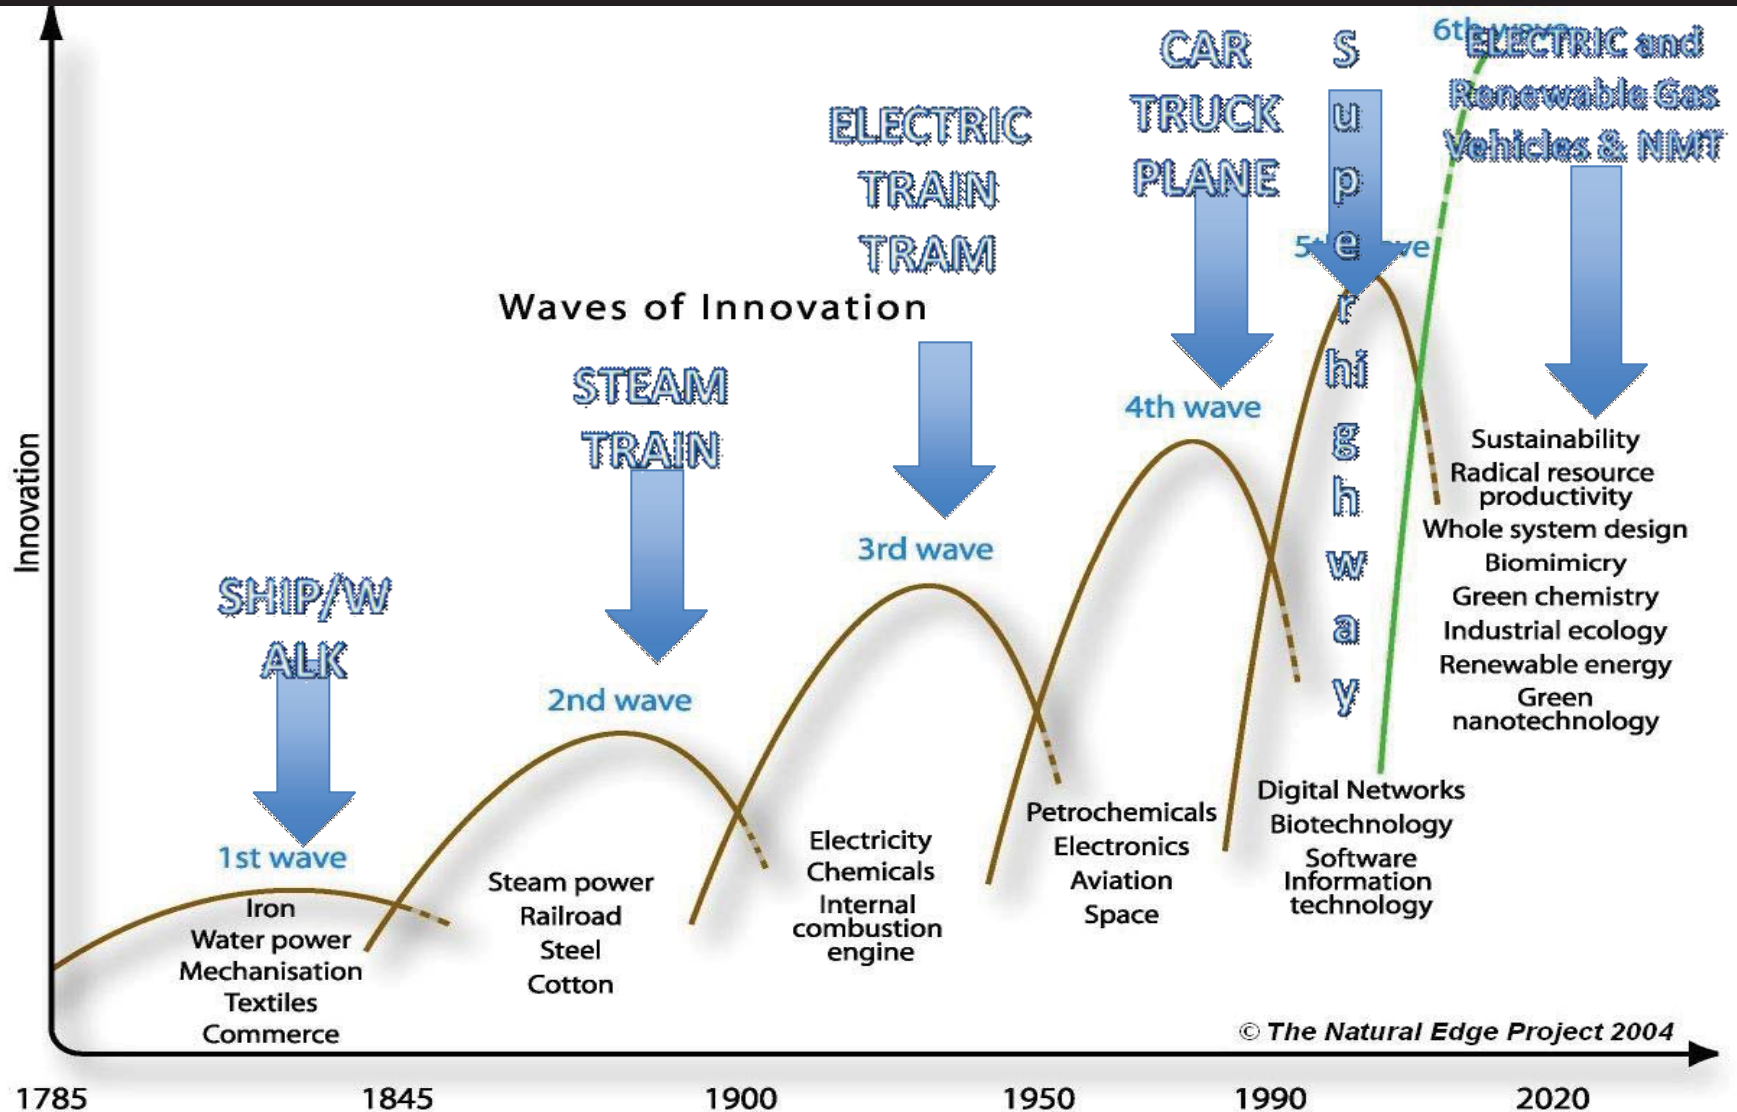 6th wave
ELECTRIC and
Renewable Gas
Vehicles & NMT
CAR
TRUCK
PLANE
S
u
p
e
r
hi
g
h
w
a
y
ELECTRIC
TRAIN
TRAM
5th wave
Waves of Innovation
STEAM
TRAIN
4th wave
3rd wave
SHIP/W
ALK
2nd wave
1st wave
Innovation
Iron
Water power
Mechanisation
Textiles
Commerce
Steam power
Railroad
Steel
Cotton
Electricity
Chemicals
Internal
combustion
engine
Petrochemicals
Electronics
Aviation
Space
Digital Networks
Biotechnology
Software
Information
technology
Sustainability
Radical resource
productivity
Whole system design
Biomimicry
Green chemistry
Industrial ecology
Renewable energy
Green
nanotechnology
© The Natural Edge Project 2004
1785 1845 1900 1950 1990 2020